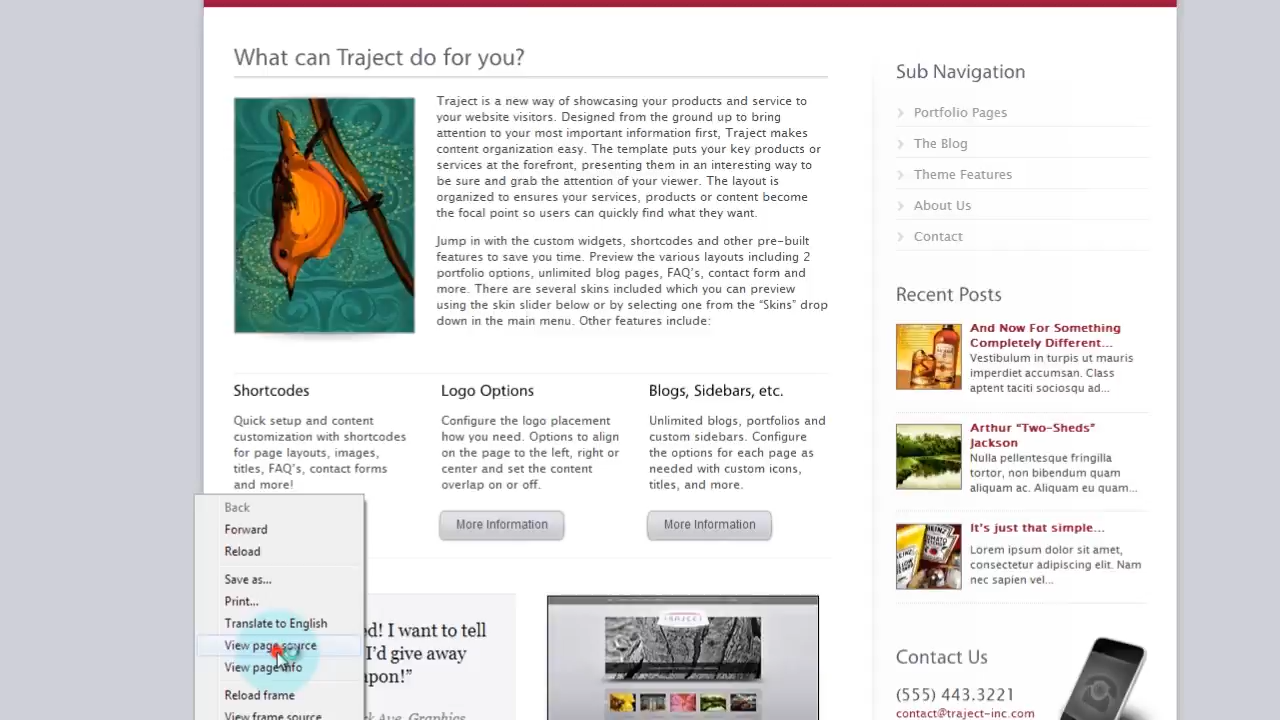 What can Traject do for you?
Traject is a new way of showcasing your products and service to
your website visitors. Designed from the ground up to bring
attention to your most important information first, Traject makes
content organization easy. The template puts your key products or
services at the forefront, presenting them in an interesting way to
be sure and grab the attention of your viewer. The layout is
organized to ensures your services, products or content become
the focal point so users can quickly find what they want.
Jump in with the custom widgets, shortcodes and other pre-built
features to save you time. Preview the various layouts including 2
portfolio options, unlimited blog pages, FAQ's, contact form and
more. There are several skins included which you can preview
using the skin slider below or by selecting one from the “Skins” drop
down in the main menu. Other features include:
Shortcodes
Quick setup and content
customization with shortcodes
for page layouts, images,
titles, FAQ's, contact forms
and more!
Logo Options
Configure the logo placement
how you need. Options to align
on the page to the left, right or
center and set the content
overlap on or off.
More Information
Blogs, Sidebars, etc.
Unlimited blogs, portfolios and
custom sidebars. Configure
the options for each page as
needed with custom icons,
titles, and more.
More Information
Back
Forward
Reload
Save as...
Print...
Translate to English
View page source
View page info
Reload frame
View frame source
ed! I want to tell
I'd give away
apon!”
k Ave. Graphics
TRAJECT
Sub Navigation
Portfolio Pages
The Blog
Theme Features
About Us
Contact
Recent Posts
And Now For Something
Completely Different...
Vestibulum in turpis ut mauris
imperdiet accumsan. Class
aptent taciti sociosqu ad...
Arthur “Two-Sheds”
Jackson
Nulla pellentesque fringilla
tortor, non bibendum quam
aliquam ac. Aliquam eu quam...
It's just that simple...
Lorem ipsum dolor sit amet,
consectetur adipiscing elit. Nam
nec sapien vel...
HEINZ
HEINZ
TOMATO
Contact Us
(555) 443.3221
contact@traject-inc.com